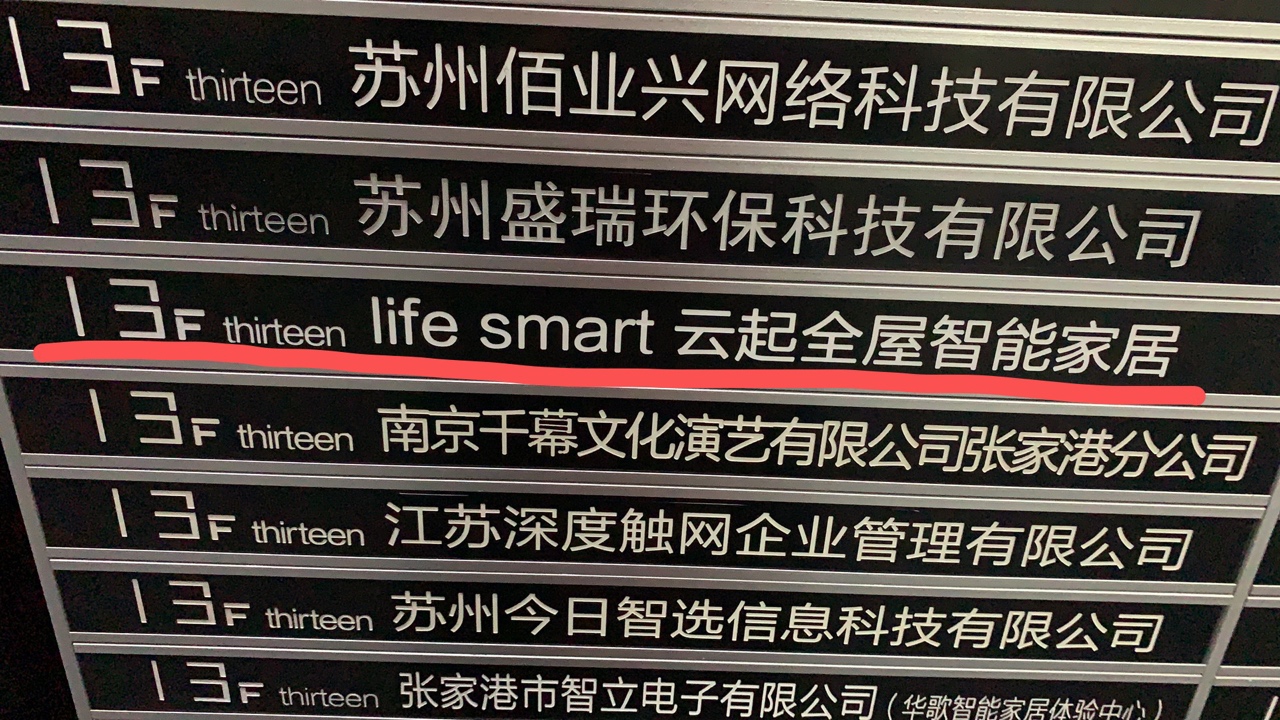 13F thirteen 苏州佰业兴网络科技有限公司
13F thirteen 苏州盛瑞环保科技有限公司
13F thirteen life smart 云起全屋智能家居
13F thirteen 南京千幕文化演艺有限公司张家港分公司
13F thirteen 江苏深度触网企业管理有限公司
13F thirteen 苏州今日智选信息科技有限公司
13F thirteen 张家港市智立电子有限公司（华歌智能家居体验中心）